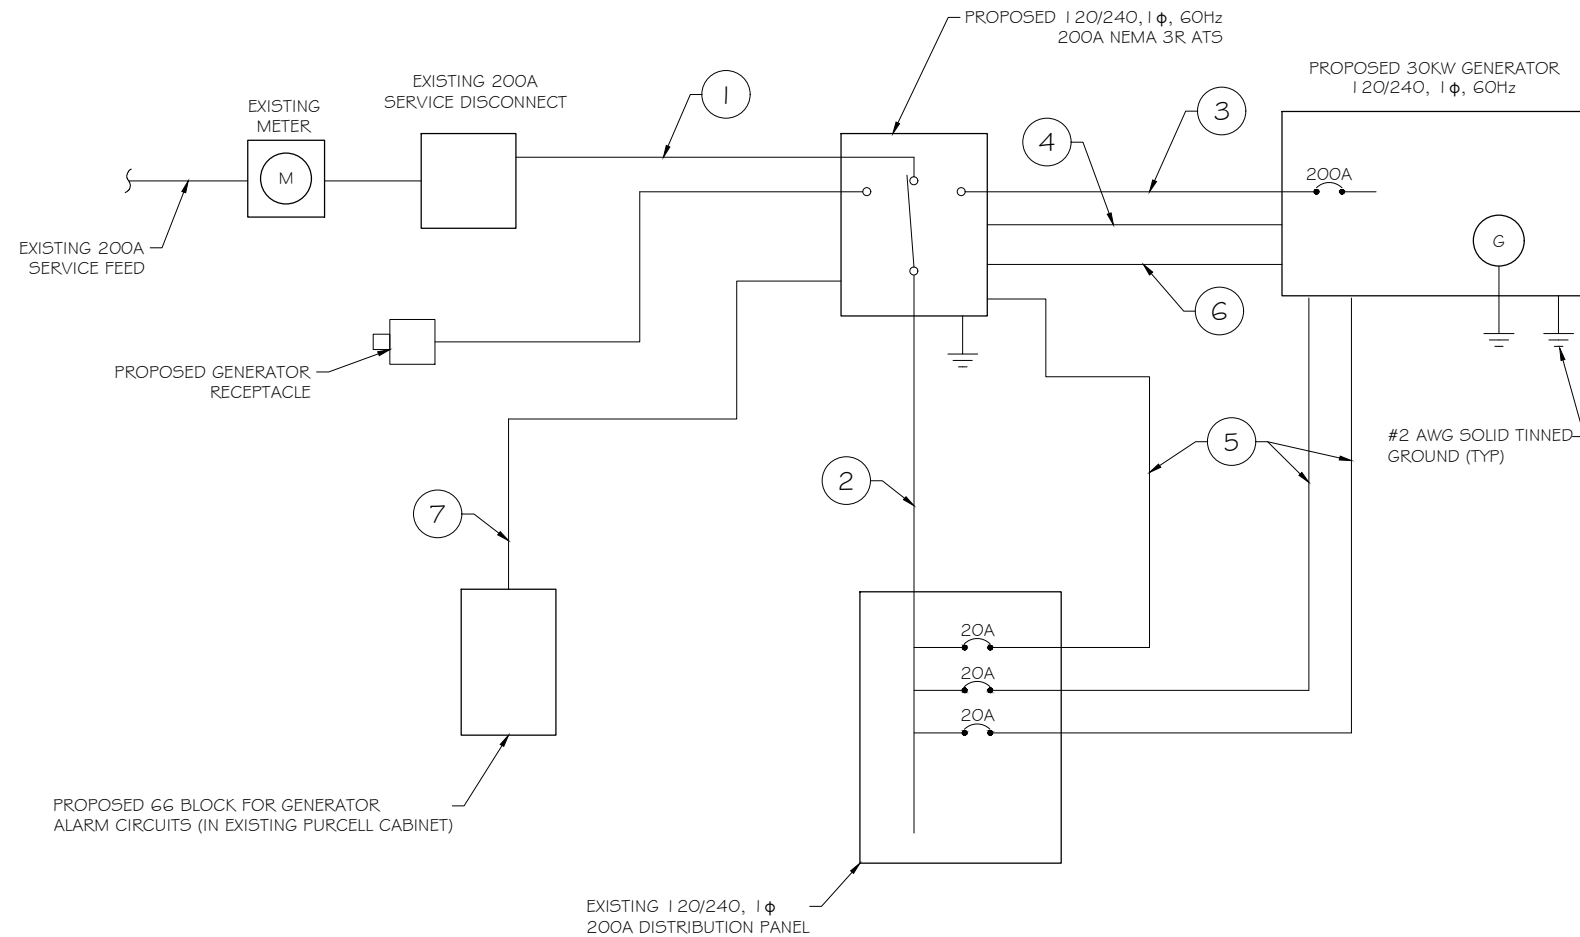 PROPOSED 120/240,1ϕ, 60Hz
200A NEMA 3R ATS
EXISTING 200A
SERVICE DISCONNECT
1
PROPOSED 30KW GENERATOR
120/240, 1ϕ, 60Hz
EXISTING
METER
3
4
M
200A
EXISTING 200A
SERVICE FEED
G
6
PROPOSED GENERATOR
RECEPTACLE
5
#2 AWG SOLID TINNED
GROUND (TYP)
2
7
20A
20A
20A
PROPOSED 66 BLOCK FOR GENERATOR
ALARM CIRCUITS (IN EXISTING PURCELL CABINET)
EXISTING 120/240, 1ϕ
200A DISTRIBUTION PANEL